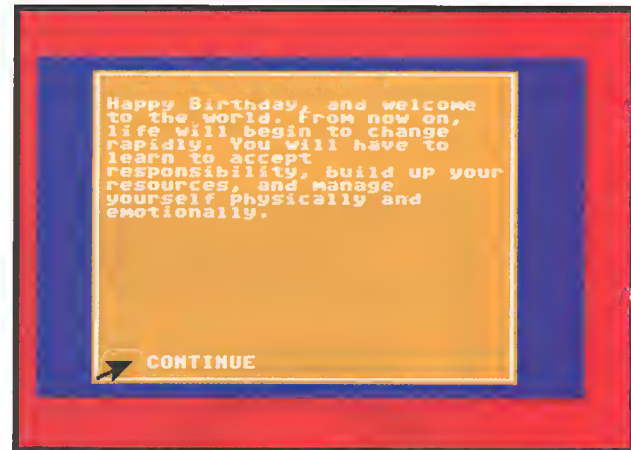 Happy Birthday, and welcome
to the world. From now on,
life will begin to change
rapidly. You will have to
learn to accept
responsibility, build up your
resources, and manage
yourself physically and
emotionally.
CONTINUE